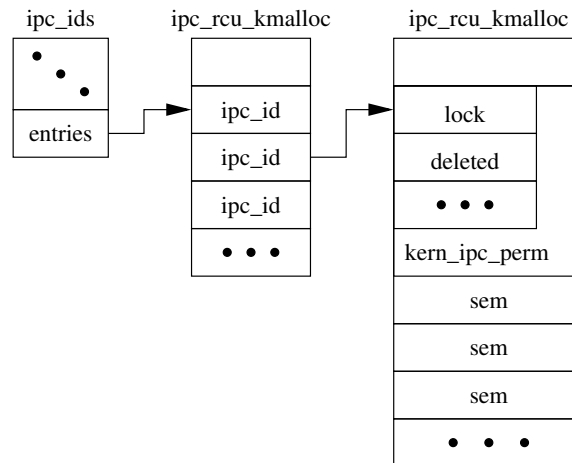 ipc_ids
ipc_rcu_kmalloc
ipc_rcu_kmalloc
entries
ipc_id
ipc_id
ipc_id
lock
deleted
kern_ipc_perm
sem
sem
sem